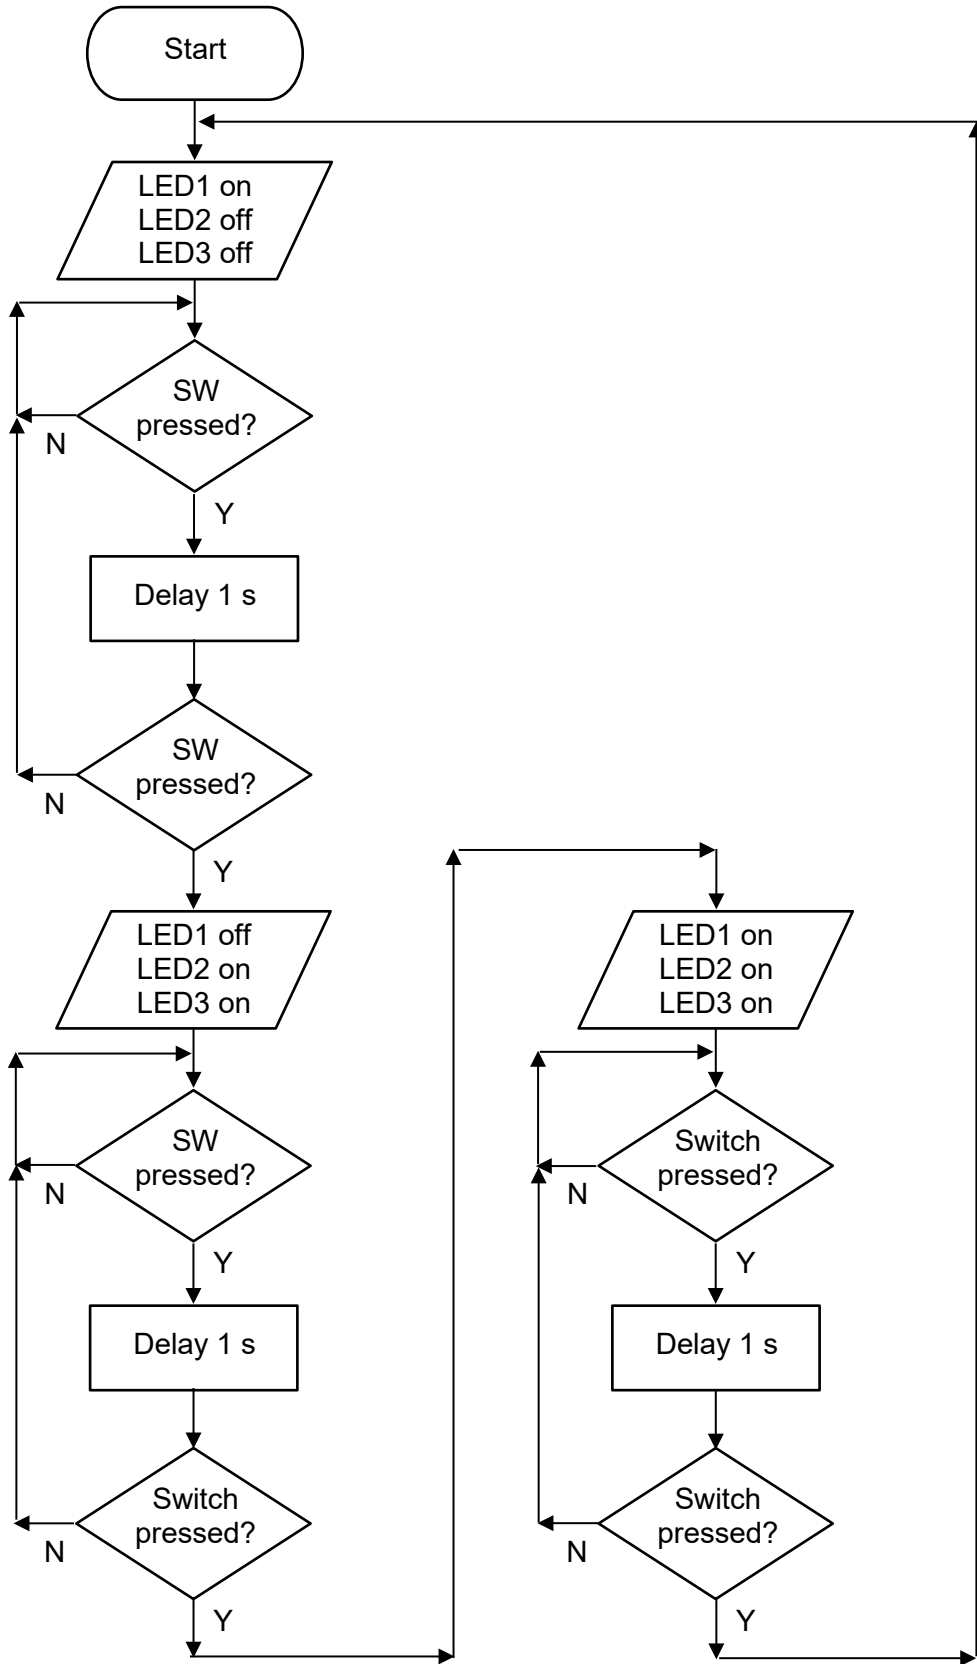 Start
LED1 on
LED2 off
LED3 off
SW
pressed?
N
Y
Delay 1 s
SW
pressed?
N
Y
LED1 off
LED2 on
LED3 on
SW
pressed?
N
Y
Delay 1 s
Switch
pressed?
N
Y
LED1 on
LED2 on
LED3 on
Switch
pressed?
N
Y
Delay 1 s
Switch
pressed?
N
Y